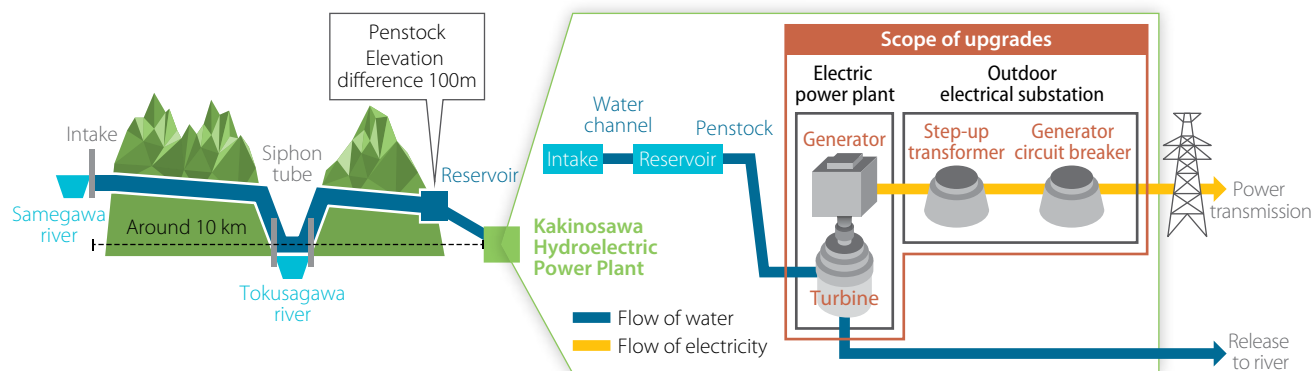 Penstock
Elevation
difference 100m
Intake
Siphon
tube
Reservoir
Samegawa
river
Around 10 km
Tokusagawa
river
Kakinosawa
Hydroelectric
Power Plant
Scope of upgrades
Electric
power plant
Outdoor
electrical substation
Water
channel
Penstock
Intake
Reservoir
Generator
Step-up
transformer
Generator
circuit breaker
Turbine
Power
transmission
Flow of water
Flow of electricity
Release
to river